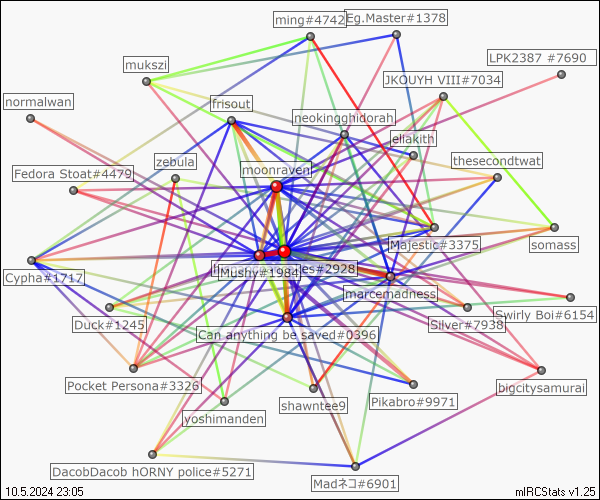 ming#4742
Eg.Master#1378
mukszi
LPK2387 #7690
JKOUYH VIII#7034
normalwan
frisout
neokingghidorah
eliakith
zebula
moonraven
thesecondtwat
Fedora Stoat#4479
Majestic#3375
somass
Cypha#1717
Mushy#1984
es#2928
marcemadness
Duck#1245
Can anything be saved#0396
Silver#7938
Swirly Boi#6154
Pocket Persona#3326
bigcitysamurai
yoshimanden
shawntee9
Pikabro#9971
DacobDacob hORNY police#5271
Madネコ#6901
10.5.2024 23:05
mIRCStats v1.25